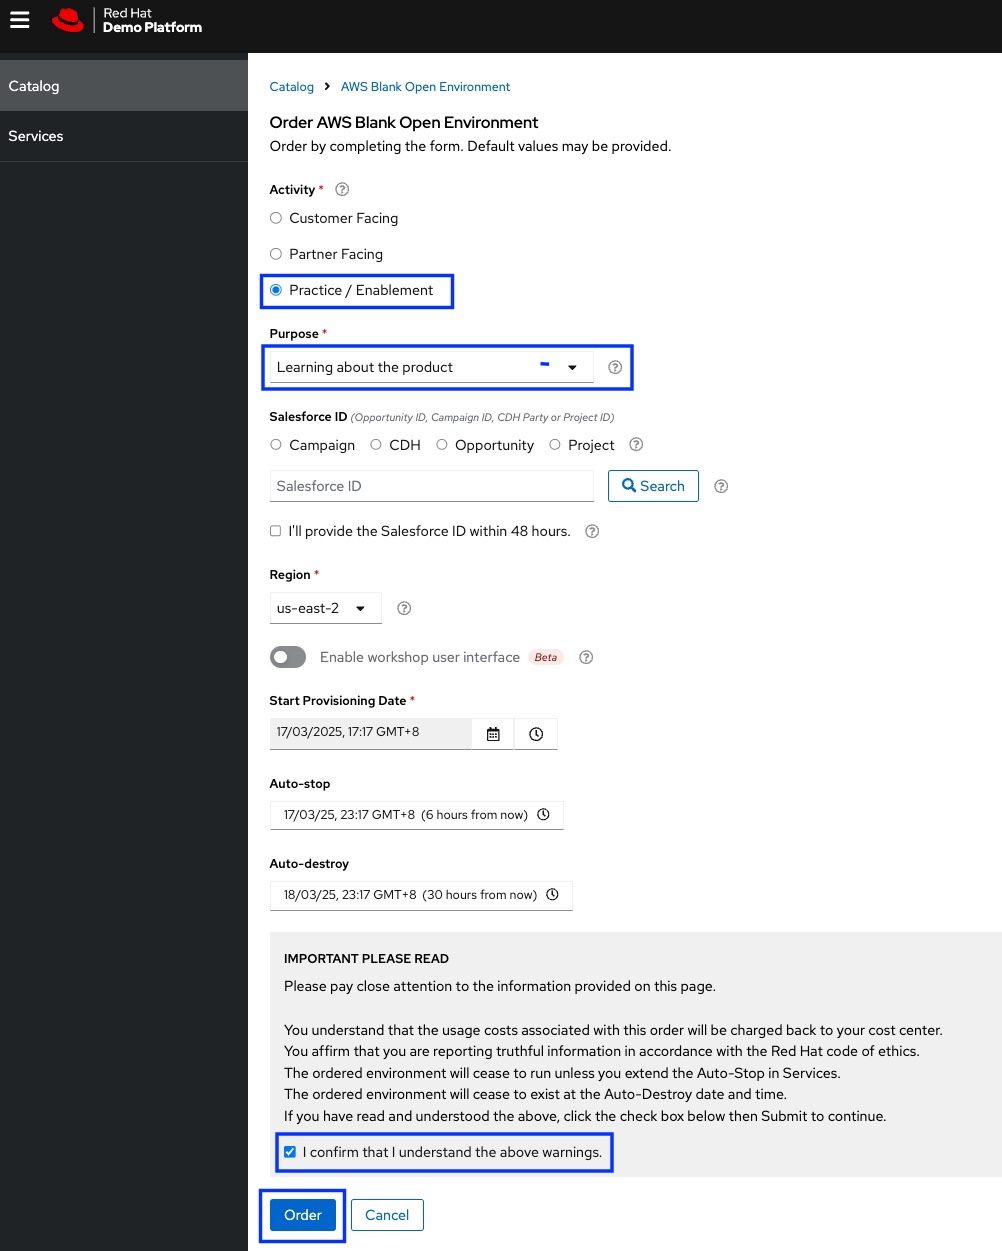 Red Hat
Demo Platform
Catalog
Services
Catalog > AWS Blank Open Environment
Order AWS Blank Open Environment
Order by completing the form. Default values may be provided.
Activity *
Customer Facing
Partner Facing
Practice / Enablement
Purpose *
Learning about the product
Salesforce ID (Opportunity ID, Campaign ID, CDH Party or Project ID)
Campaign CDH Opportunity Project
Salesforce ID Search
I'll provide the Salesforce ID within 48 hours.
Region *
us-east-2
Enable workshop user interface Beta
Start Provisioning Date *
17/03/2025, 17:17 GMT+8
Auto-stop
17/03/25, 23:17 GMT+8 (6 hours from now)
Auto-destroy
18/03/25, 23:17 GMT+8 (30 hours from now)
IMPORTANT PLEASE READ
Please pay close attention to the information provided on this page.
You understand that the usage costs associated with this order will be charged back to your cost center.
You affirm that you are reporting truthful information in accordance with the Red Hat code of ethics.
The ordered environment will cease to run unless you extend the Auto-Stop in Services.
The ordered environment will cease to exist at the Auto-Destroy date and time.
If you have read and understood the above, click the check box below then Submit to continue.
I confirm that I understand the above warnings.
Order Cancel